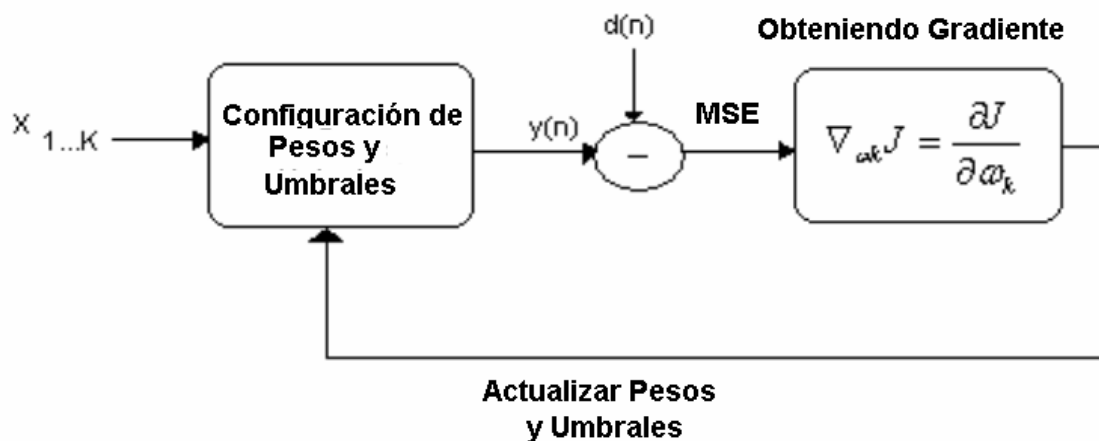 d(n)
Obteniendo Gradiente
X 1...K
Configuración de
Pesos y
Umbrales
y(n)
−
MSE
∇ωk J = ∂J / ∂ωk
Actualizar Pesos
y Umbrales